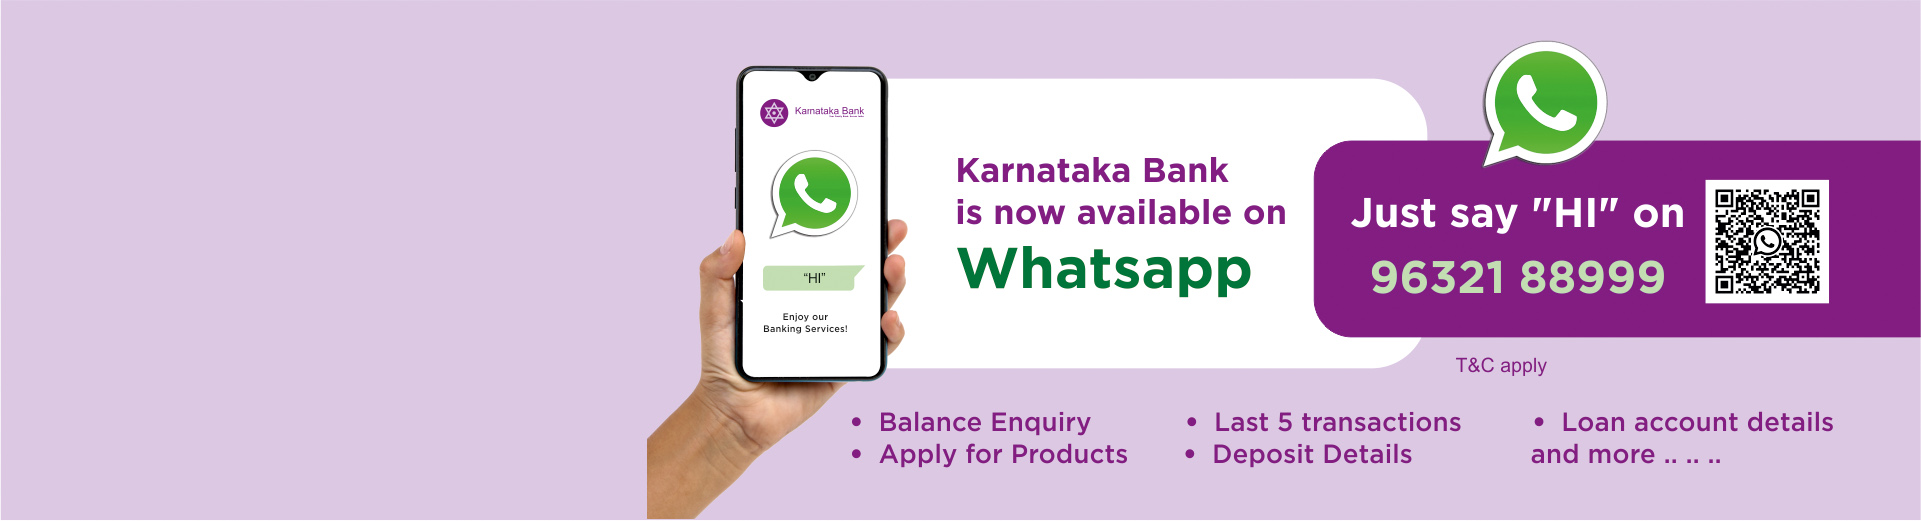 Karnataka Bank
“HI”
Enjoy our
Banking Services!
Karnataka Bank
is now available on
Whatsapp
Just say "HI" on
96321 88999
T&C apply
• Balance Enquiry
• Apply for Products
• Last 5 transactions
• Deposit Details
• Loan account details
and more .. .. ..